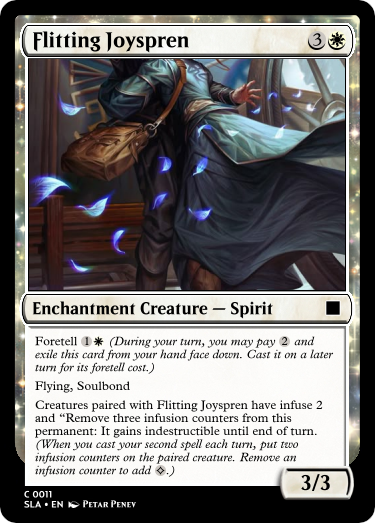 Flitting Joyspren 3
Enchantment Creature — Spirit
Foretell 1 (During your turn, you may pay 2 and
exile this card from your hand face down. Cast it on a later
turn for its foretell cost.)
Flying, Soulbond
Creatures paired with Flitting Joyspren have infuse 2
and “Remove three infusion counters from this
permanent: It gains indestructible until end of turn.
(When you cast your second spell each turn, put two
infusion counters on the paired creature. Remove an
infusion counter to add .)
3/3
C 0011
SLA • EN Petar Penev